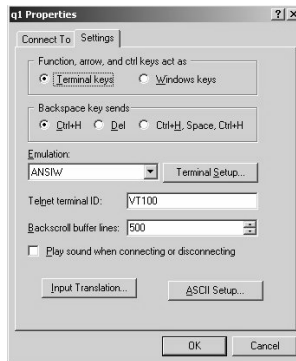 q1 Properties
Connect To Settings
Function, arrow, and ctrl keys act as
Terminal keys Windows keys
Backspace key sends
Ctrl+H Del Ctrl+H, Space, Ctrl+H
Emulation:
ANSIW Terminal Setup...
Telnet terminal ID: VT100
Backscroll buffer lines: 500
Play sound when connecting or disconnecting
Input Translation... ASCII Setup...
OK Cancel